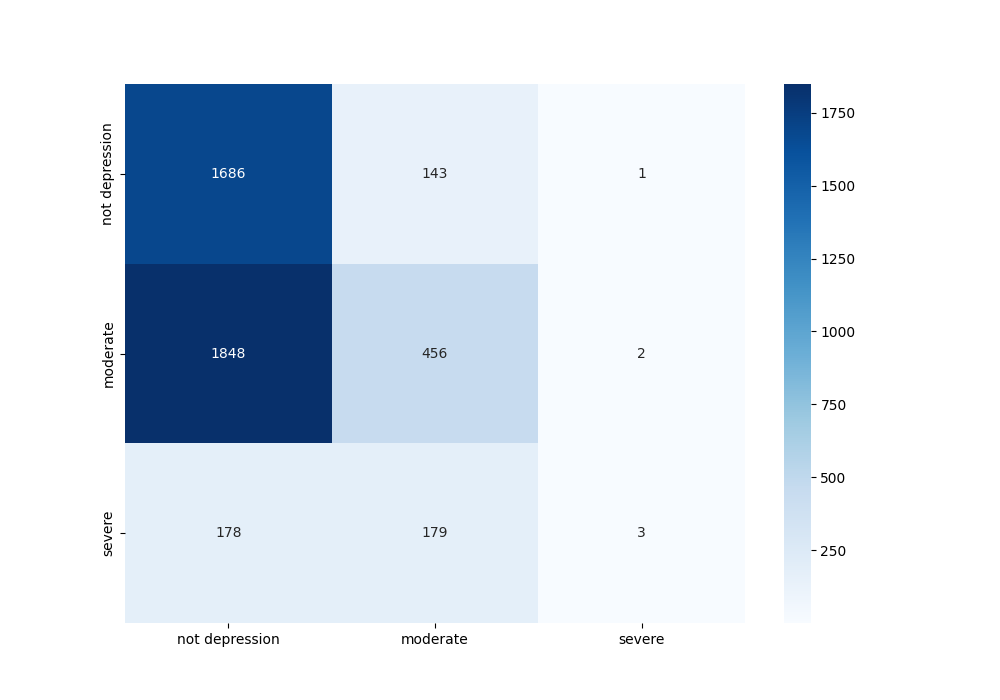 not depression
1686
143
1
moderate
1848
456
2
severe
178
179
3
not depression
moderate
severe
1750
1500
1250
1000
750
500
250